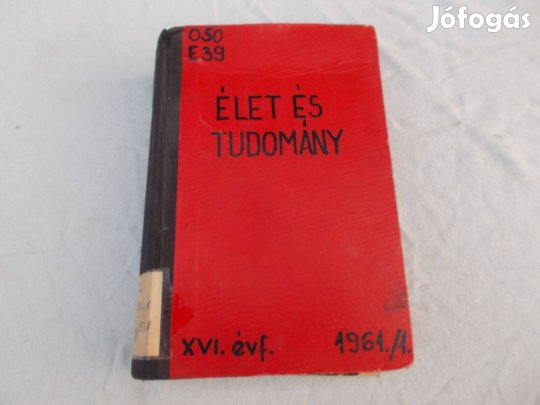 Jófogás
050
E39
ÉLET ÉS
TUDOMÁNY
XVI. évf.
1961./1.